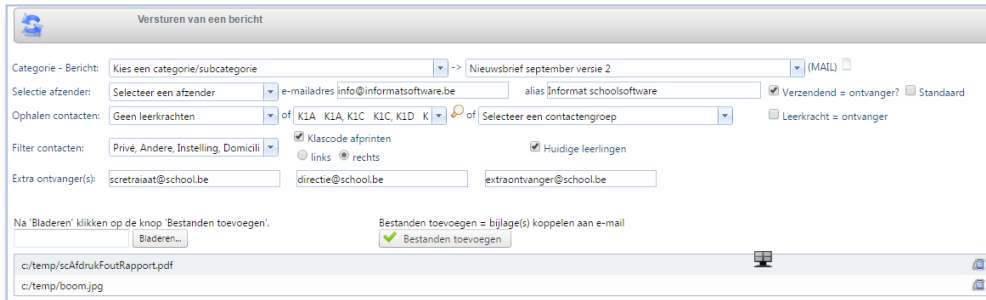 Versturen van een bericht
Categorie - Bericht: Kies een categorie/subcategorie -> Nieuwsbrief september versie 2 (MAIL)
Selectie afzender: Selecteer een afzender e-mailadres info@informatsoftware.be alias Informat schoolsoftware Verzendend = ontvanger? Standaard
Ophalen contacten: Geen leerkrachten of K1A K1A, K1C K1C, K1D K of Selecteer een contactengroep Leerkracht = ontvanger
Filter contacten: Privé, Andere, Instelling, Domicili Klascode afprinten Huidige leerlingen
links rechts
Extra ontvanger(s): scretraiaat@school.be directie@school.be extraontvanger@school.be
Na 'Bladeren' klikken op de knop 'Bestanden toevoegen'. Bestanden toevoegen = bijlage(s) koppelen aan e-mail
Bladeren... Bestanden toevoegen
c:/temp/scAfdrukFoutRapport.pdf
c:/temp/boom.jpg